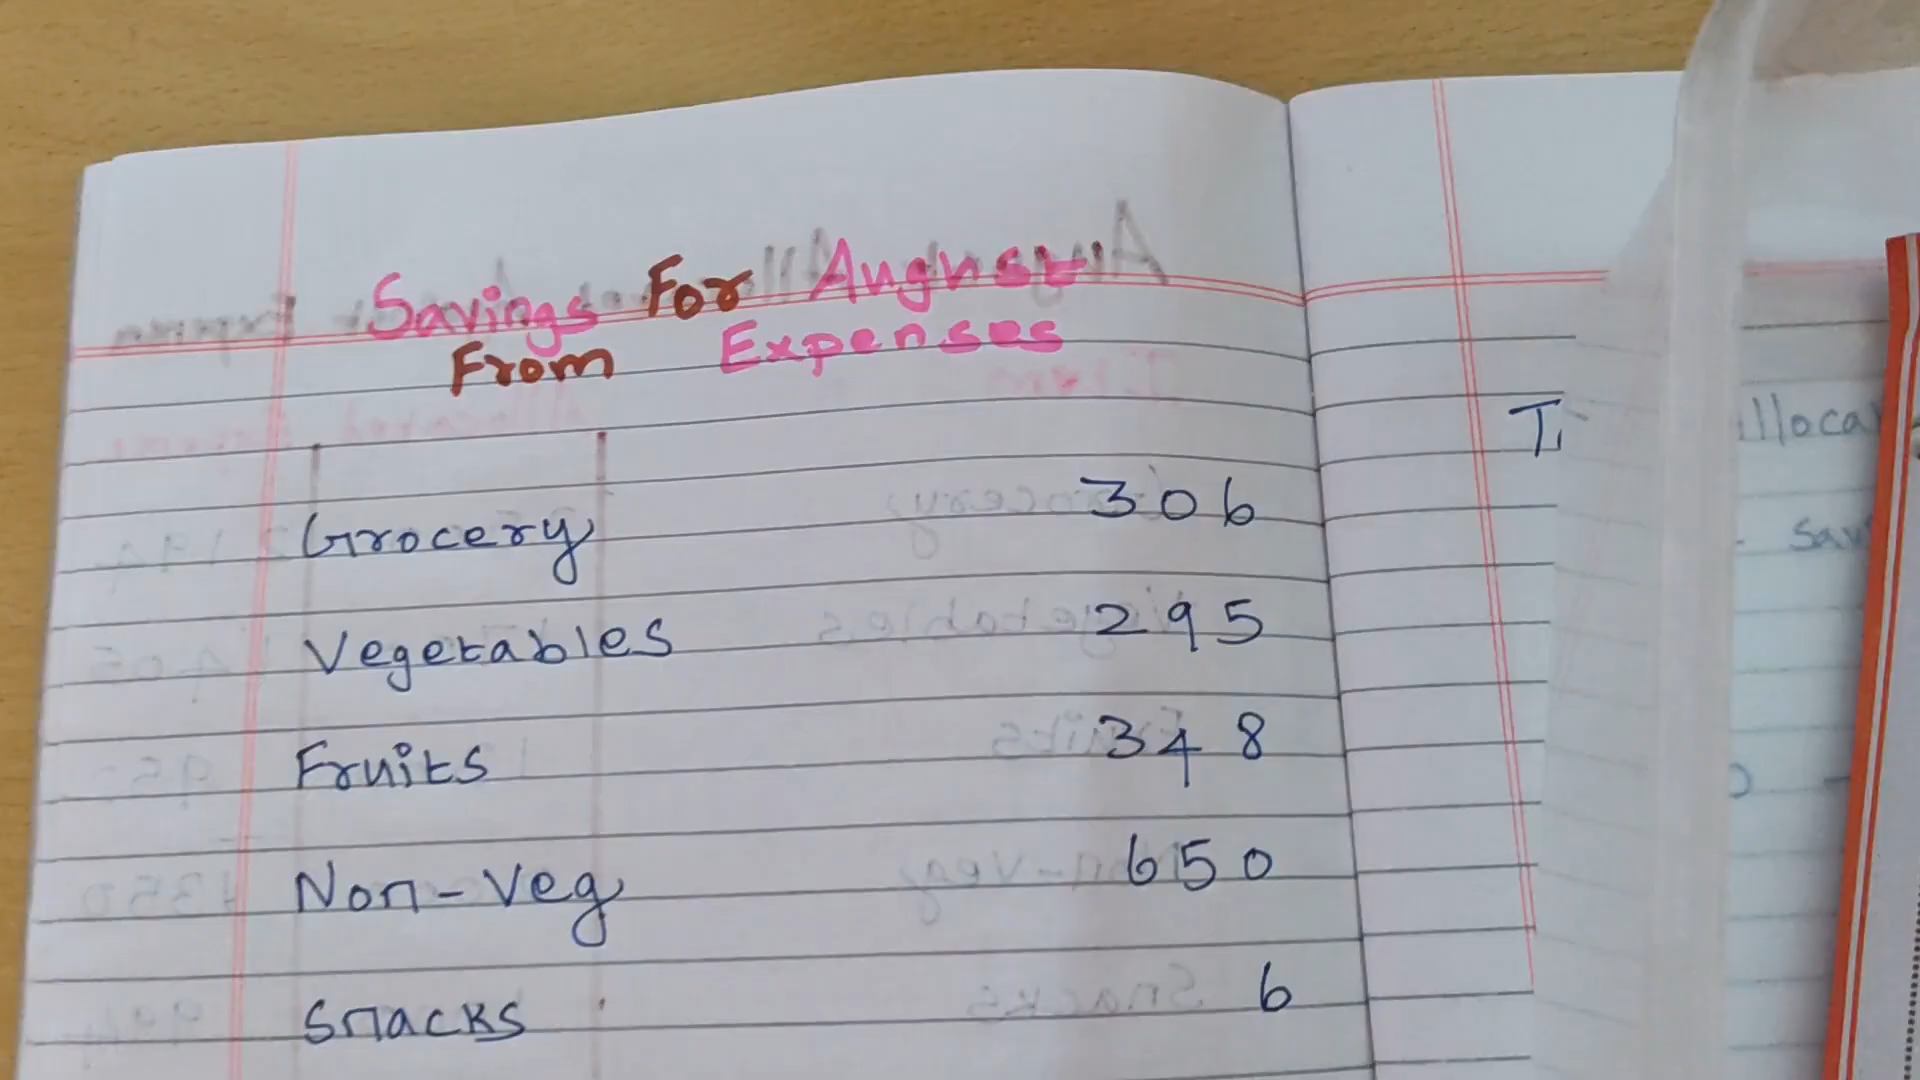 Savings For August
From Expenses
Grocery 306
Vegetables 295
Fruits 348
Non-Veg 650
Snacks 6